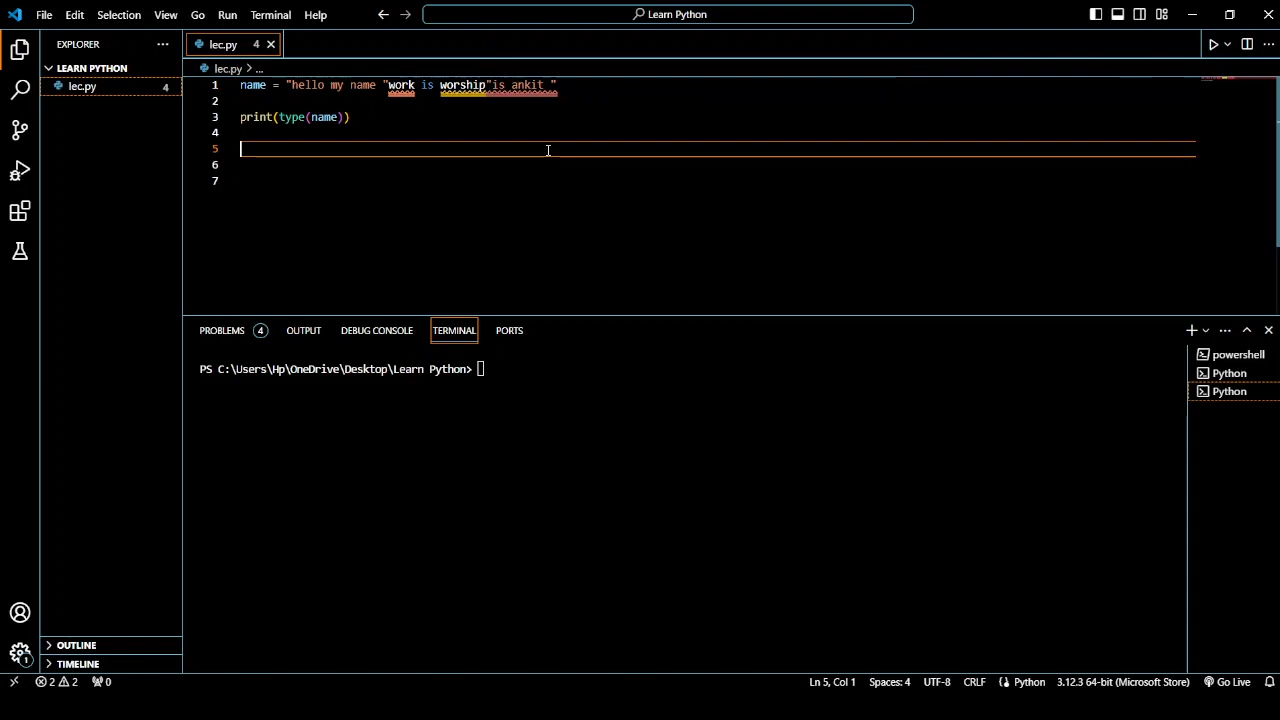 File Edit Selection View Go Run Terminal Help
Learn Python
EXPLORER
lec.py 4
LEARN PYTHON
lec.py 4
lec.py > ...
1 name = "hello my name "work is worship"is ankit "
2
3 print(type(name))
4
5
6
7
PROBLEMS 4 OUTPUT DEBUG CONSOLE TERMINAL PORTS
PS C:\Users\Hp\OneDrive\Desktop\Learn Python>
powershell
Python
Python
OUTLINE
TIMELINE
1
2 2 0 Ln 5, Col 1 Spaces: 4 UTF-8 CRLF Python 3.12.3 64-bit (Microsoft Store) Go Live